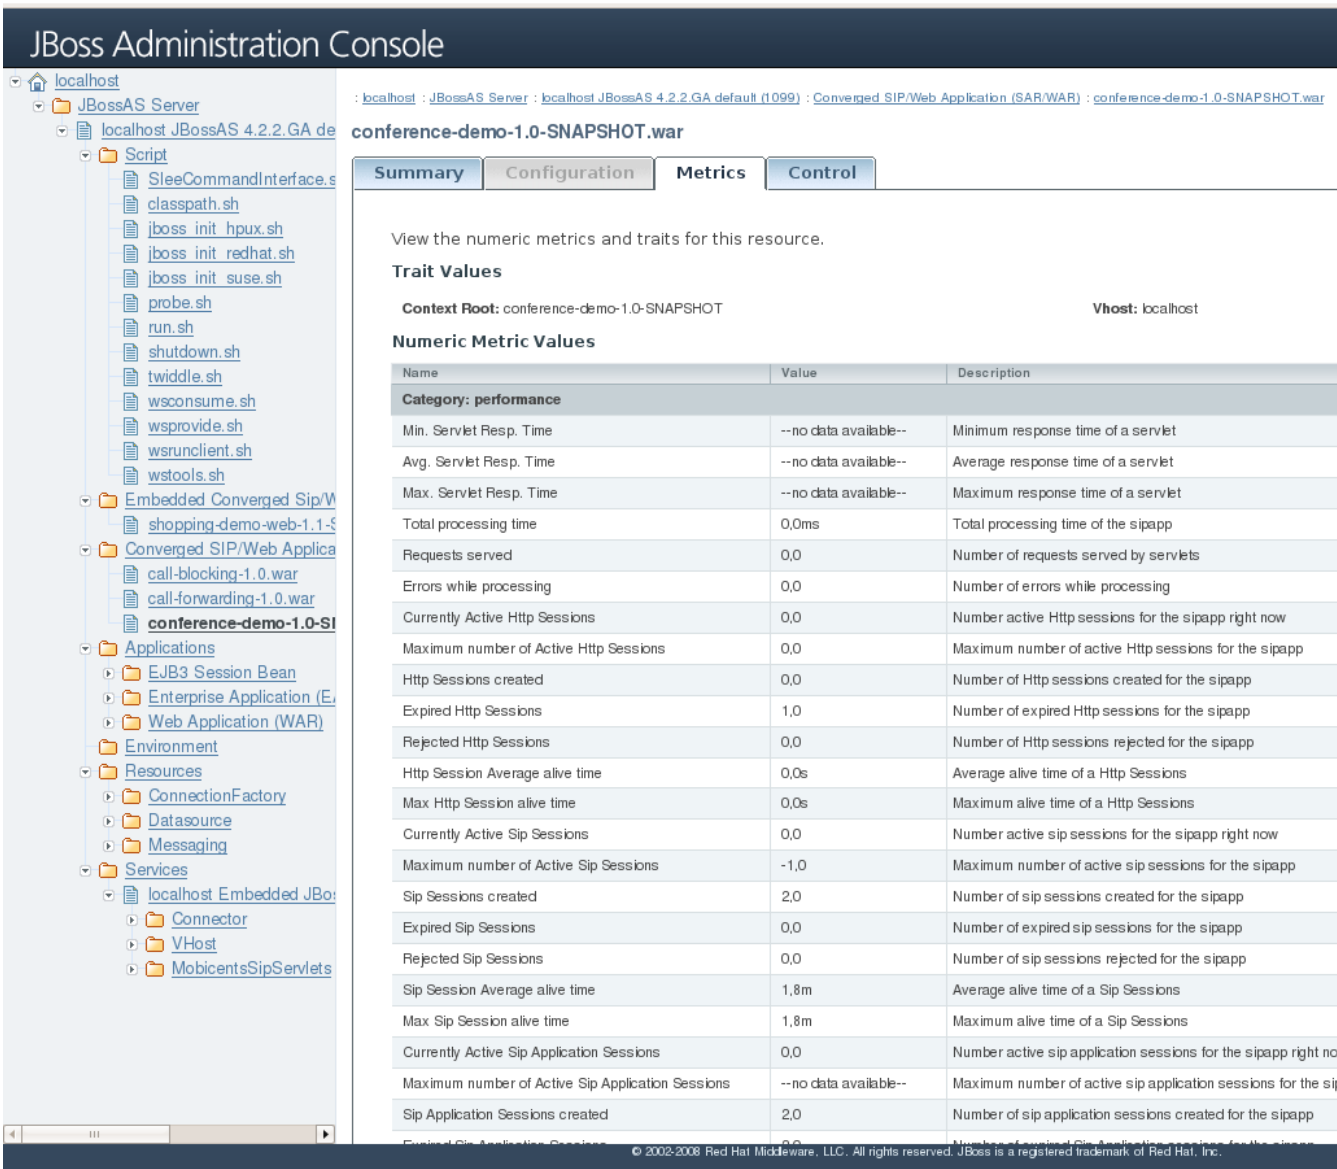 JBoss Administration Console
localhost
JBossAS Server
localhost JBossAS 4.2.2.GA de
Script
SleeCommandInterface.s
classpath.sh
jboss_init_hpux.sh
jboss_init_redhat.sh
jboss_init_suse.sh
probe.sh
run.sh
shutdown.sh
twiddle.sh
wsconsume.sh
wsprovide.sh
wsrunclient.sh
wstools.sh
Embedded Converged Sip/W
shopping-demo-web-1.1-S
Converged SIP/Web Applica
call-blocking-1.0.war
call-forwarding-1.0.war
conference-demo-1.0-SI
Applications
EJB3 Session Bean
Enterprise Application (E
Web Application (WAR)
Environment
Resources
ConnectionFactory
Datasource
Messaging
Services
localhost Embedded JBo
Connector
VHost
MobicentsSipServlets
: localhost : JBossAS Server : localhost JBossAS 4.2.2.GA default (1099) : Converged SIP/Web Application (SAR/WAR) : conference-demo-1.0-SNAPSHOT.war
conference-demo-1.0-SNAPSHOT.war
Summary Configuration Metrics Control
View the numeric metrics and traits for this resource.
Trait Values
Context Root: conference-demo-1.0-SNAPSHOT Vhost: localhost
Numeric Metric Values
Name Value Description
Category: performance
Min. Servlet Resp. Time --no data available-- Minimum response time of a servlet
Avg. Servlet Resp. Time --no data available-- Average response time of a servlet
Max. Servlet Resp. Time --no data available-- Maximum response time of a servlet
Total processing time 0,0ms Total processing time of the sipapp
Requests served 0,0 Number of requests served by servlets
Errors while processing 0,0 Number of errors while processing
Currently Active Http Sessions 0,0 Number active Http sessions for the sipapp right now
Maximum number of Active Http Sessions 0,0 Maximum number of active Http sessions for the sipapp
Http Sessions created 0,0 Number of Http sessions created for the sipapp
Expired Http Sessions 1,0 Number of expired Http sessions for the sipapp
Rejected Http Sessions 0,0 Number of Http sessions rejected for the sipapp
Http Session Average alive time 0,0s Average alive time of a Http Sessions
Max Http Session alive time 0,0s Maximum alive time of a Http Sessions
Currently Active Sip Sessions 0,0 Number active sip sessions for the sipapp right now
Maximum number of Active Sip Sessions -1,0 Maximum number of active sip sessions for the sipapp
Sip Sessions created 2,0 Number of sip sessions created for the sipapp
Expired Sip Sessions 0,0 Number of expired sip sessions for the sipapp
Rejected Sip Sessions 0,0 Number of sip sessions rejected for the sipapp
Sip Session Average alive time 1,8m Average alive time of a Sip Sessions
Max Sip Session alive time 1,8m Maximum alive time of a Sip Sessions
Currently Active Sip Application Sessions 0,0 Number active sip application sessions for the sipapp right no
Maximum number of Active Sip Application Sessions --no data available-- Maximum number of active sip application sessions for the sip
Sip Application Sessions created 2,0 Number of sip application sessions created for the sipapp
© 2002-2008 Red Hat Middleware, LLC. All rights reserved. JBoss is a registered trademark of Red Hat, Inc.